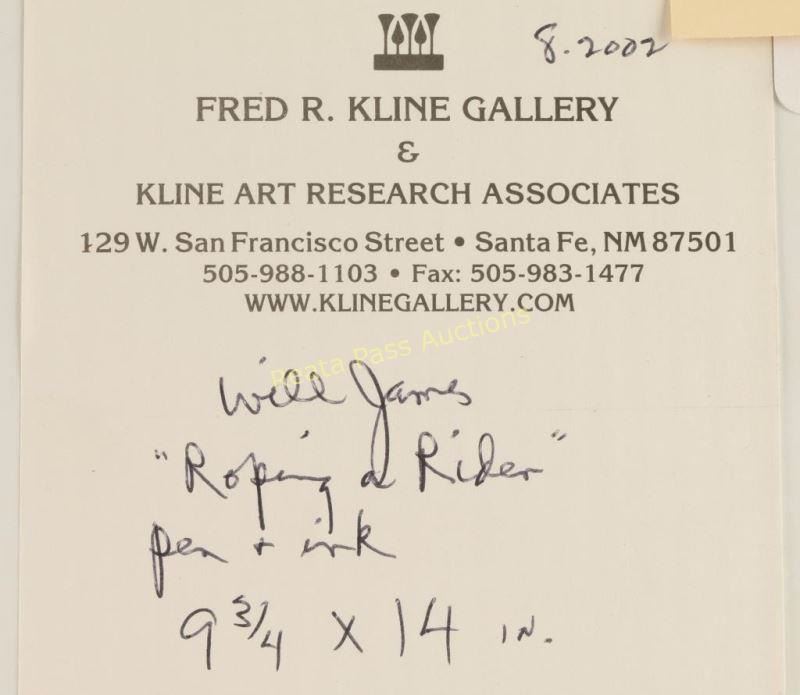 8.2002
FRED R. KLINE GALLERY
&
KLINE ART RESEARCH ASSOCIATES
129 W. San Francisco Street • Santa Fe, NM 87501
505-988-1103 • Fax: 505-983-1477
WWW.KLINEGALLERY.COM
Reata Pass Auctions
Will James
"Roping a Rider"
pen + ink
9 3/4 X 14 IN.